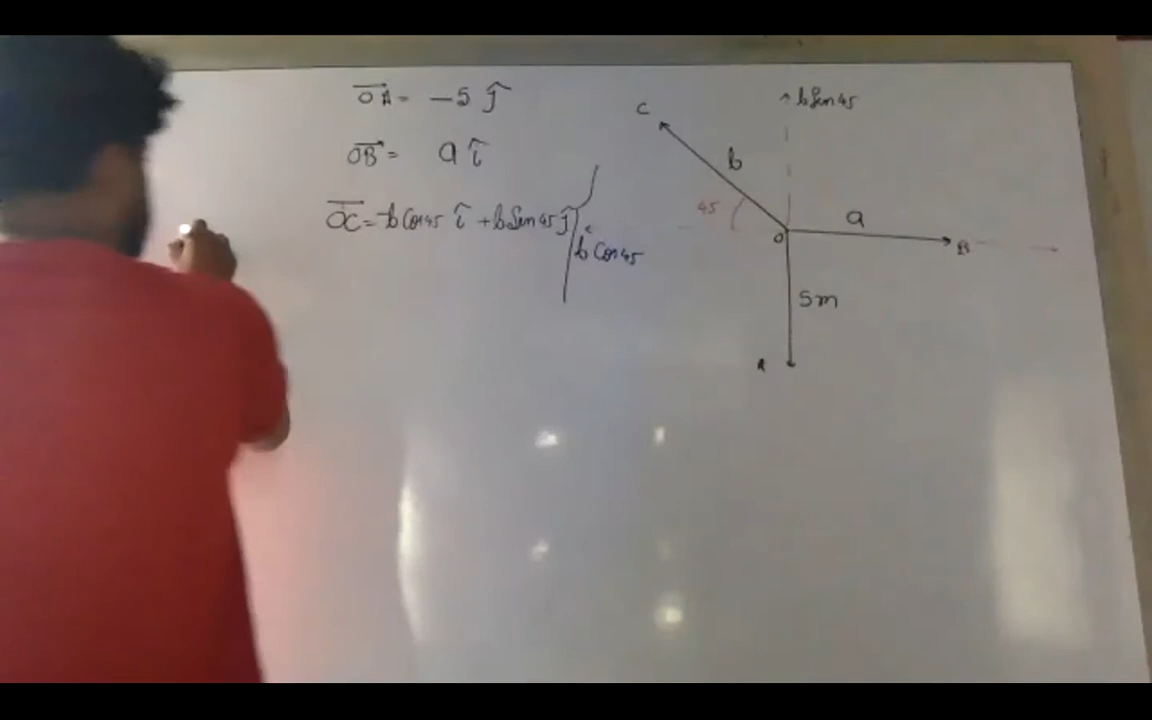 OA = -5 ĵ
OB = a î
OC = -b Cos45 î + b Sin45 ĵ
b Cos45
C
b Sin45
b
45
a
O
B
5m
A